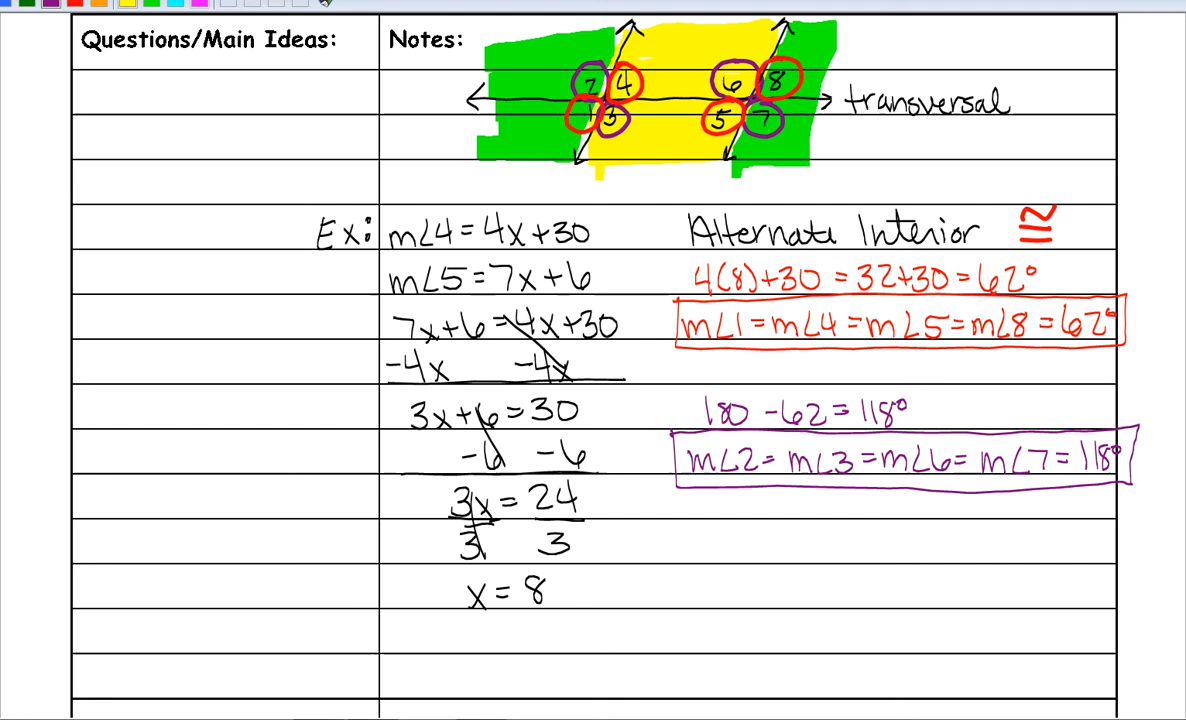 Questions/Main Ideas:
Notes:
2 4 6 8
1 3 5 7
transversal
Ex: m∠4 = 4x+30
Alternate Interior ≅
m∠5 = 7x+6
4(8)+30 = 32+30 = 62°
7x+6 = 4x+30
m∠1 = m∠4 = m∠5 = m∠8 = 62°
-4x -4x
3x+6 = 30
180 - 62 = 118°
-6 -6
m∠2 = m∠3 = m∠6 = m∠7 = 118°
3x = 24
3 3
x = 8